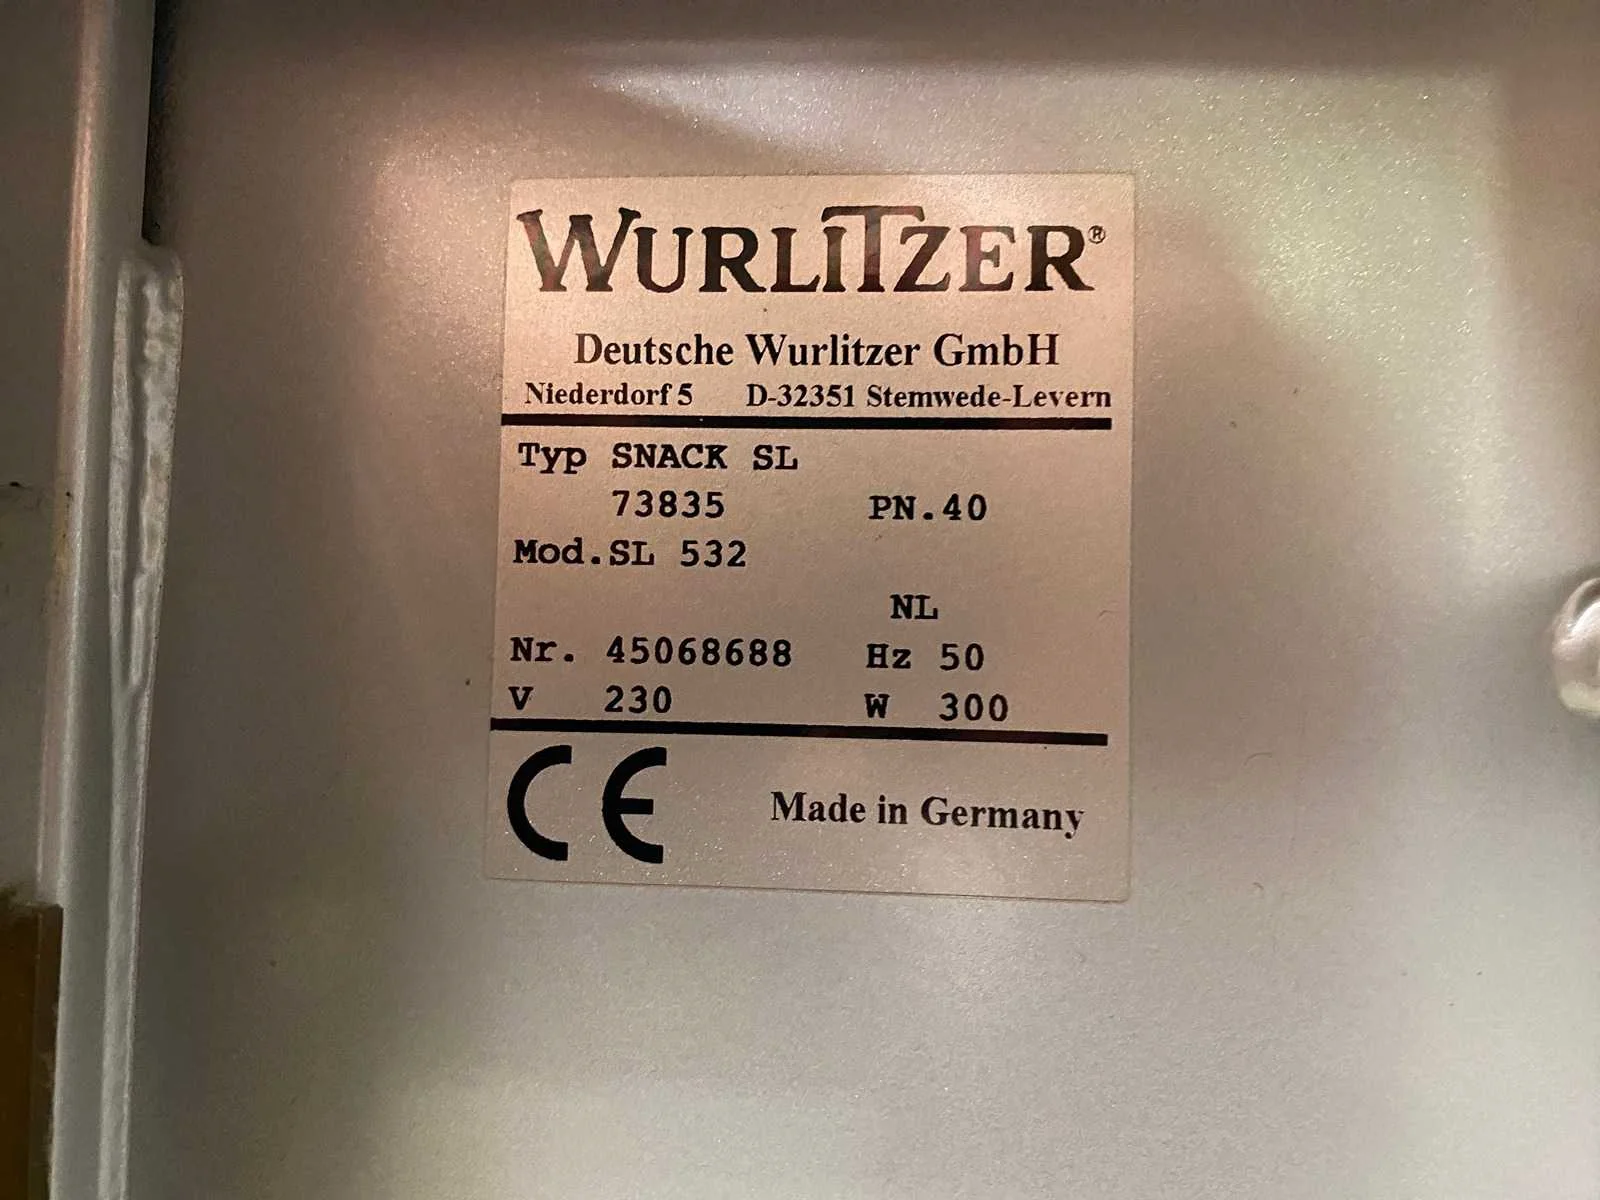 WURLITZER®
Deutsche Wurlitzer GmbH
Niederdorf 5 D-32351 Stemwede-Levern
Typ SNACK SL
73835 PN.40
Mod.SL 532
NL
Nr. 45068688 Hz 50
V 230 W 300
CE Made in Germany